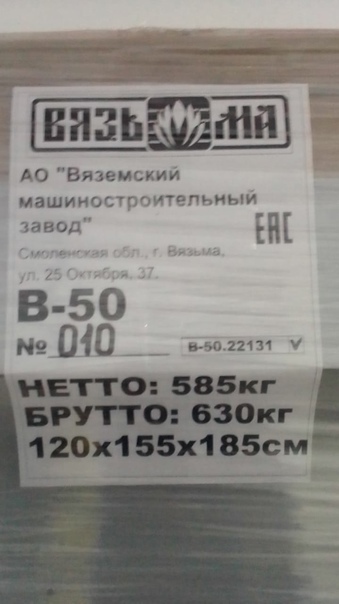 ВЯЗЬМА
АО "Вяземский
машиностроительный
завод"
ЕАС
Смоленская обл., г. Вязьма,
ул. 25 Октября, 37.
В-50
№ 010
В-50.22131 V
НЕТТО: 585кг
БРУТТО: 630кг
120х155х185см